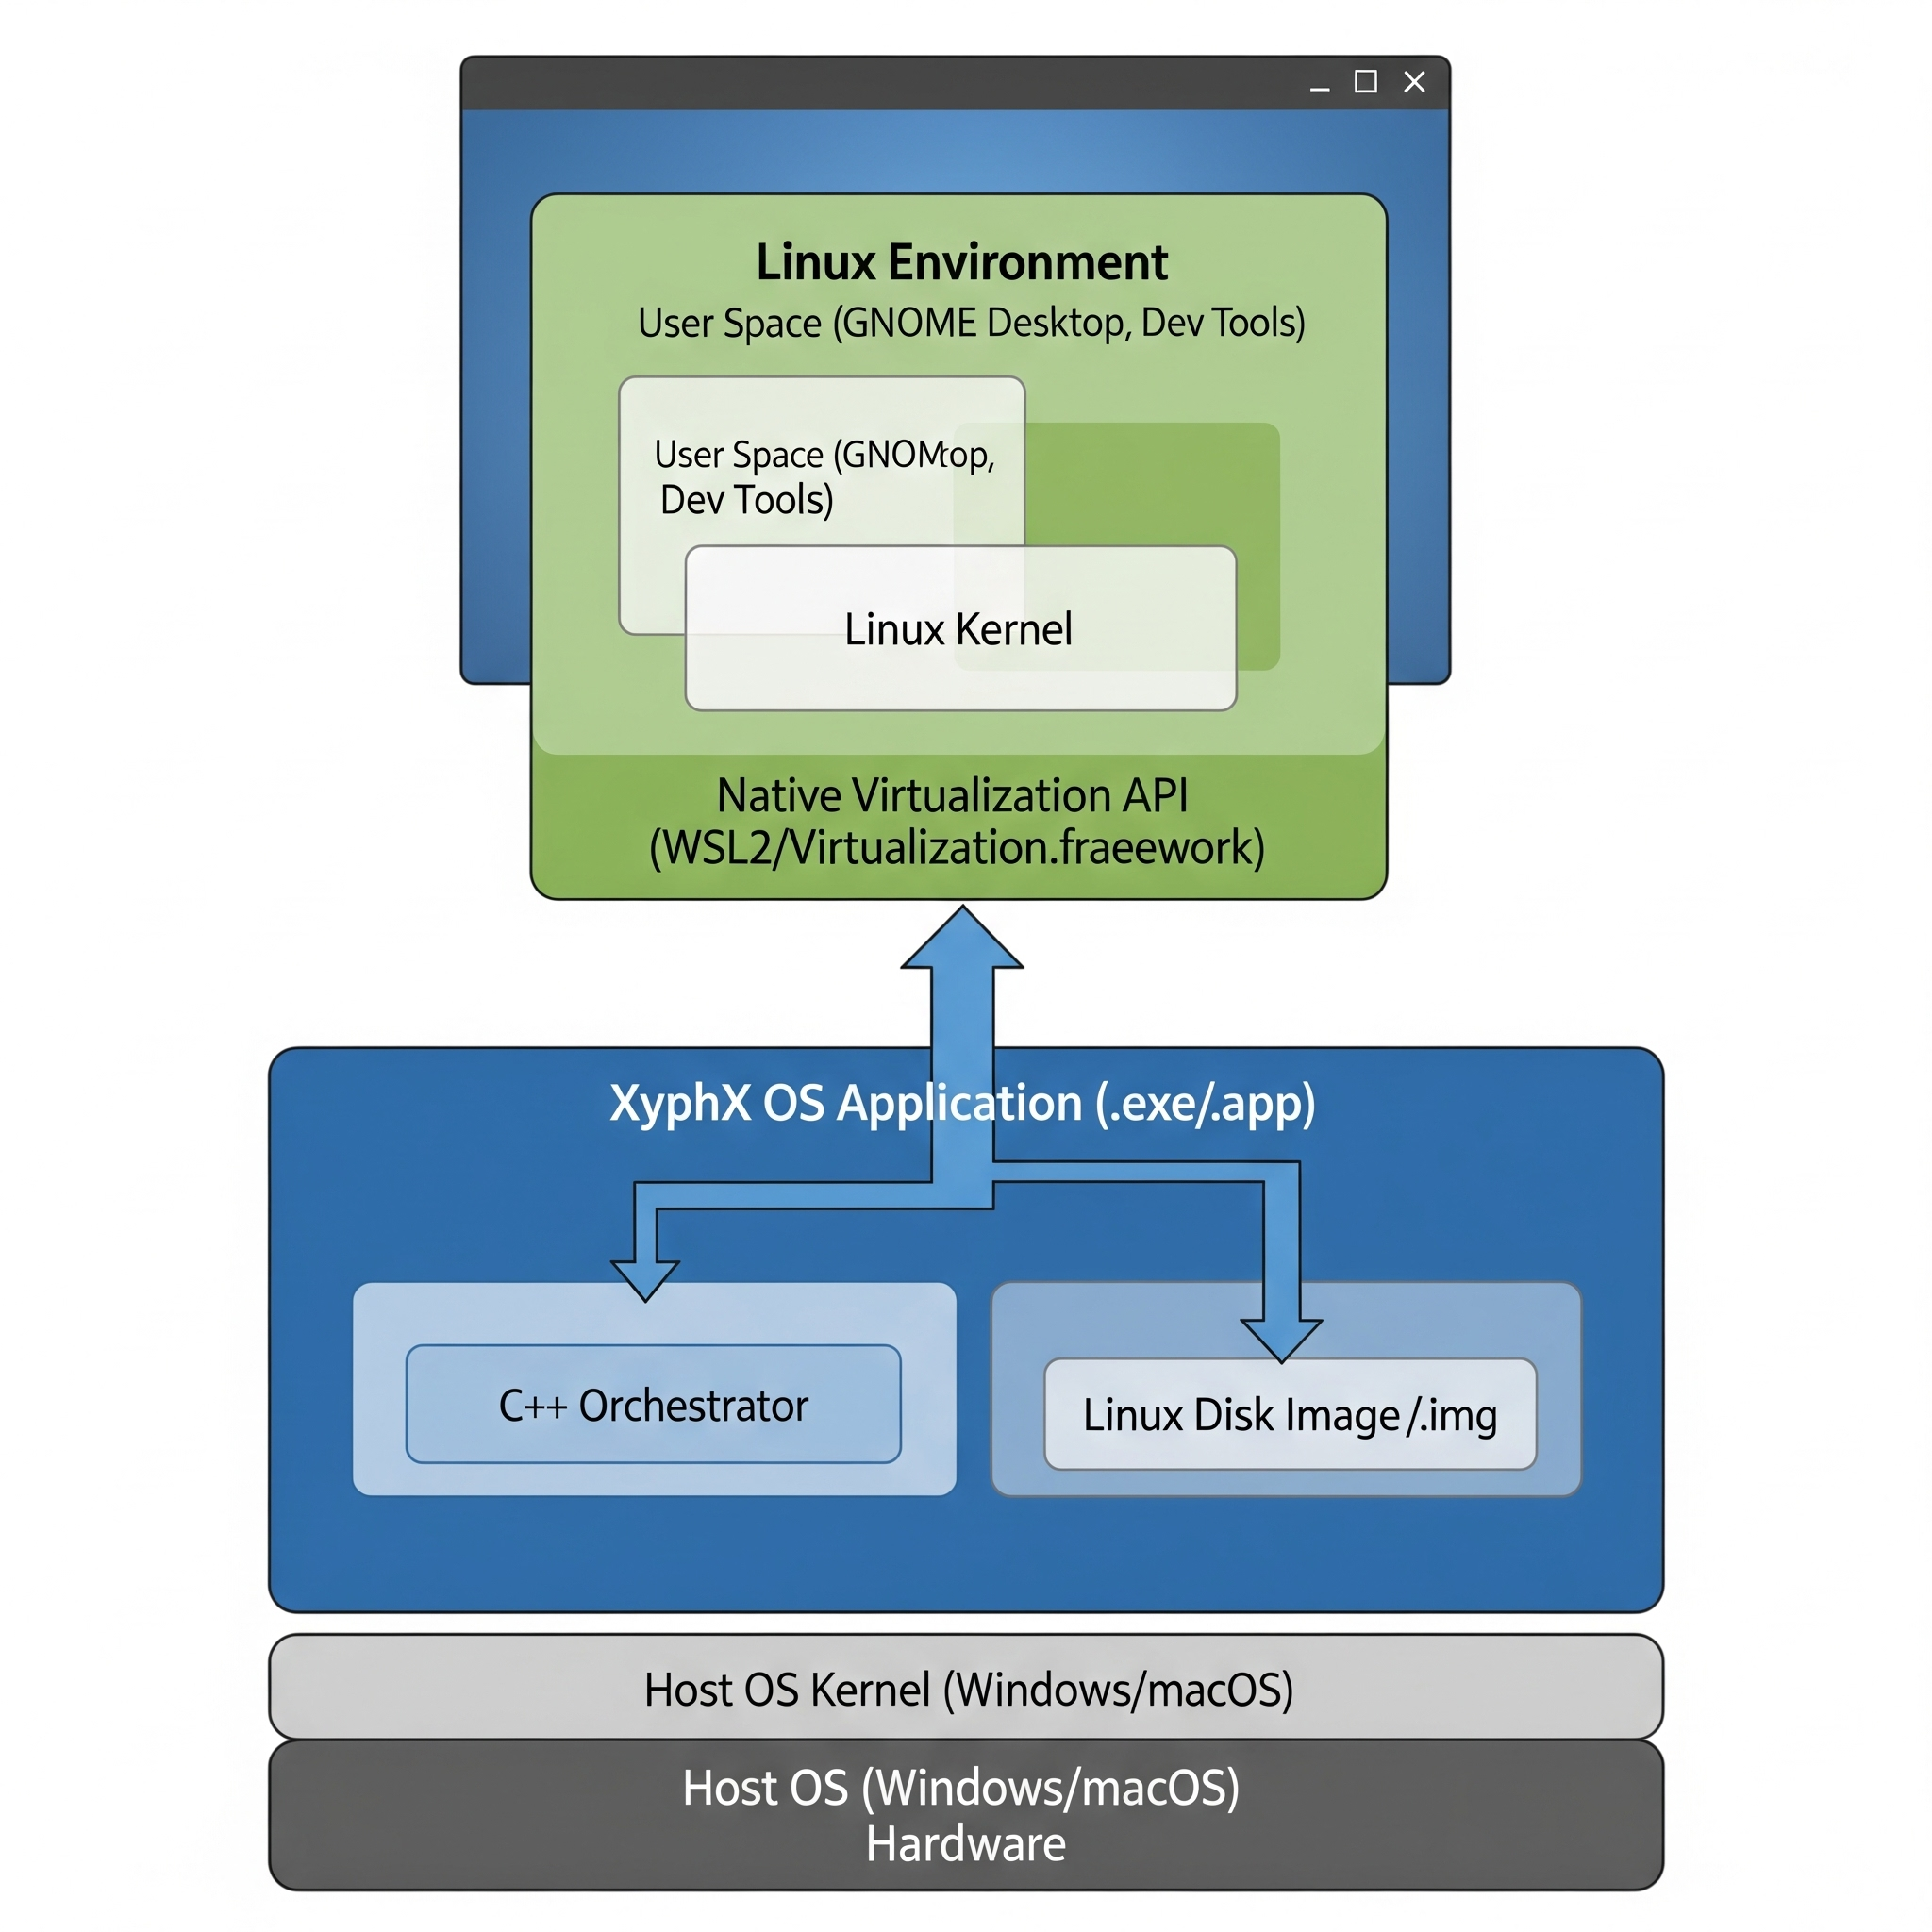 Linux Environment
User Space (GNOME Desktop, Dev Tools)
User Space (GNOMtop,
Dev Tools)
Linux Kernel
Native Virtualization API
(WSL2/Virtualization.fraeework)
XyphX OS Application (.exe/.app)
C++ Orchestrator
Linux Disk Image/.img
Host OS Kernel (Windows/macOS)
Host OS (Windows/macOS)
Hardware